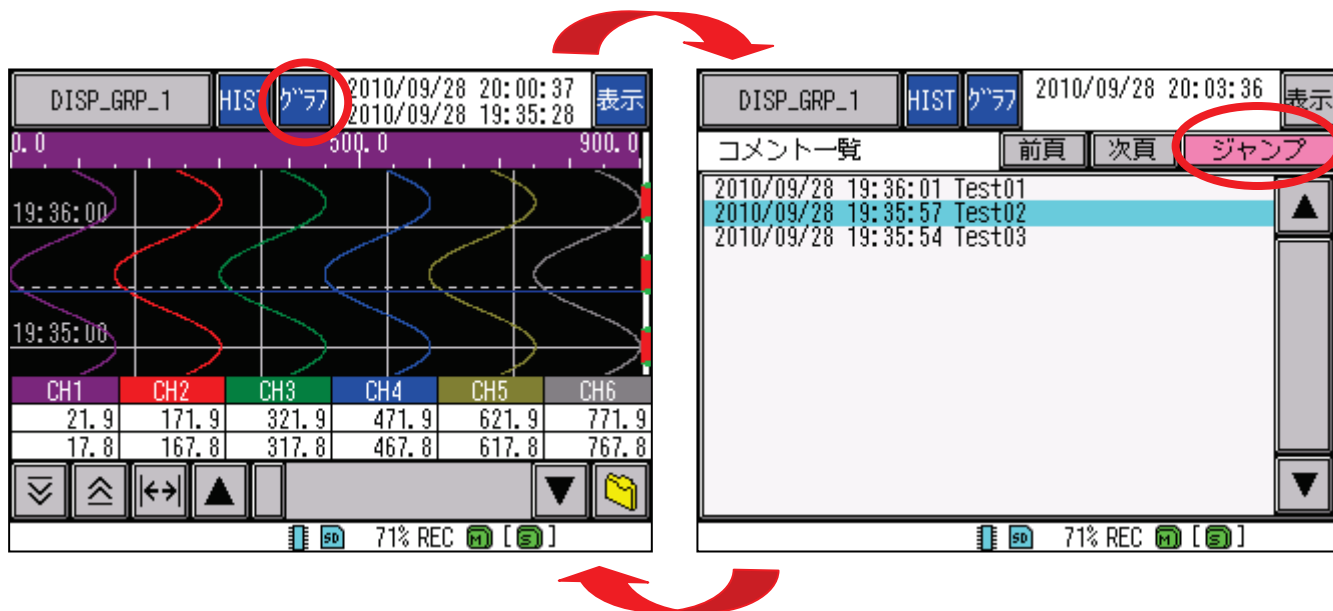 DISP_GRP_1 HIST グラフ 2010/09/28 20:00:37 表示
2010/09/28 19:35:28
0.0 500.0 900.0
19:36:00
19:35:00
CH1 CH2 CH3 CH4 CH5 CH6
21.9 171.9 321.9 471.9 621.9 771.9
17.8 167.8 317.8 467.8 617.8 767.8
SD 71% REC M [S]
DISP_GRP_1 HIST グラフ 2010/09/28 20:03:36 表示
コメント一覧 前頁 次頁 ジャンプ
2010/09/28 19:36:01 Test01
2010/09/28 19:35:57 Test02
2010/09/28 19:35:54 Test03
SD 71% REC M [S]